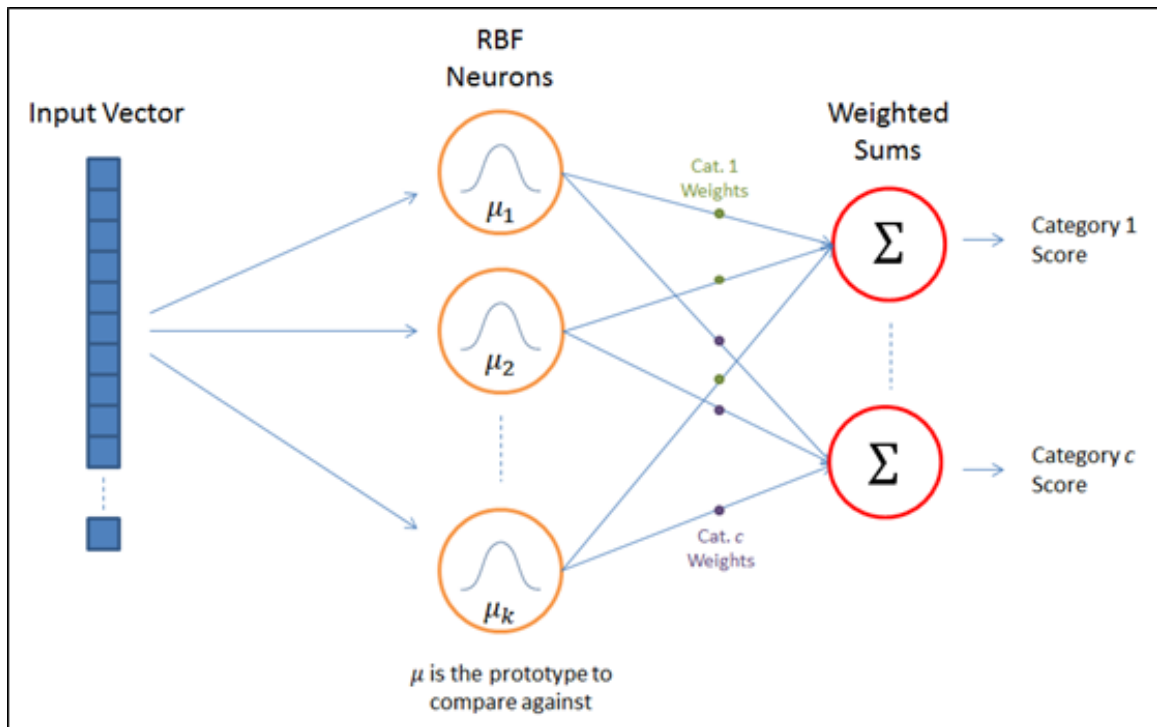 Input Vector
RBF
Neurons
μ1
μ2
μk
μ is the prototype to
compare against
Cat. 1
Weights
Cat. c
Weights
Weighted
Sums
Σ
Σ
Category 1
Score
Category c
Score